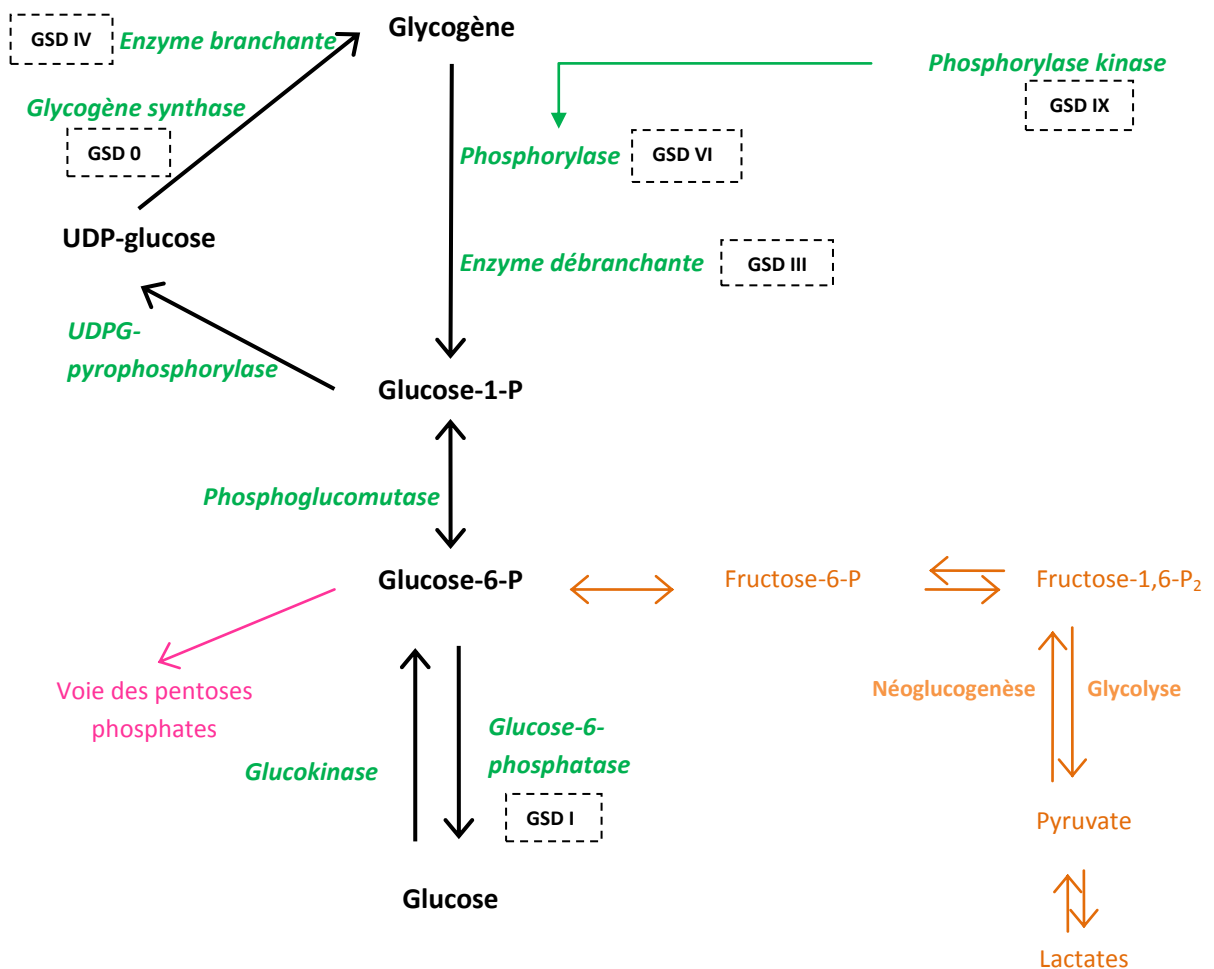 Glycogène
GSD IV
Enzyme branchante
Phosphorylase kinase
GSD IX
Glycogène synthase
GSD 0
Phosphorylase
GSD VI
UDP-glucose
Enzyme débranchante
GSD III
UDPG-
pyrophosphorylase
Glucose-1-P
Phosphoglucomutase
Glucose-6-P
Fructose-6-P
Fructose-1,6-P₂
Voie des pentoses
phosphates
Néoglucogenèse
Glycolyse
Glucokinase
Glucose-6-
phosphatase
GSD I
Pyruvate
Glucose
Lactates